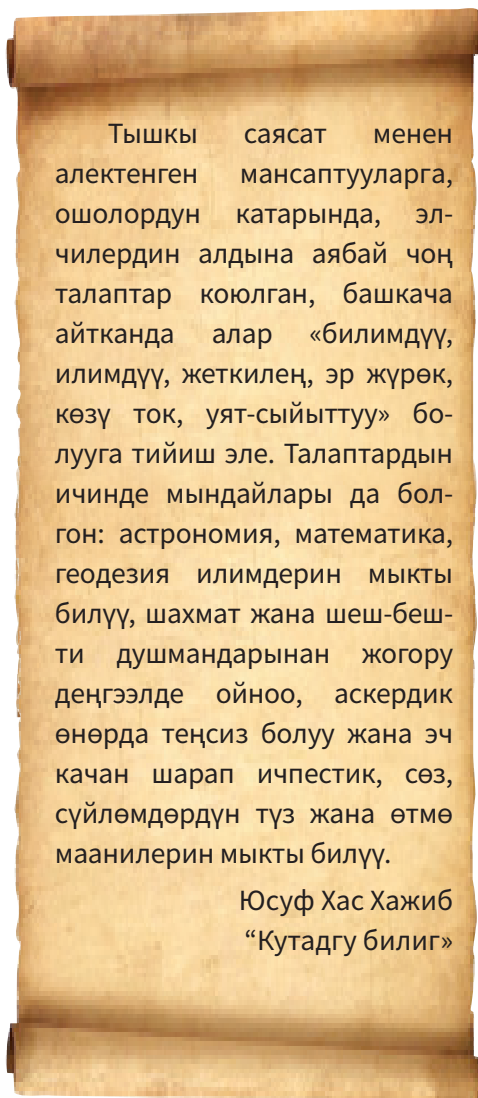 Тышкы саясат менен
алектенген мансаптууларга,
ошолордун катарында, эл-
чилердин алдына аябай чоң
талаптар коюлган, башкача
айтканда алар «билимдүү,
илимдүү, жеткилең, эр жүрөк,
көзү ток, уят-сыйыттуу» бо-
лууга тийиш эле. Талаптардын
ичинде мындайлары да бол-
гон: астрономия, математика,
геодезия илимдерин мыкты
билүү, шахмат жана шеш-беш-
ти душмандарынан жогору
деңгээлде ойноо, аскердик
өнөрда теңсиз болуу жана эч
качан шарап ичпестик, сөз,
сүйлөмдөрдүн түз жана өтмө
маанилерин мыкты билүү.
Юсуф Хас Хажиб
“Кутадгу билиг»